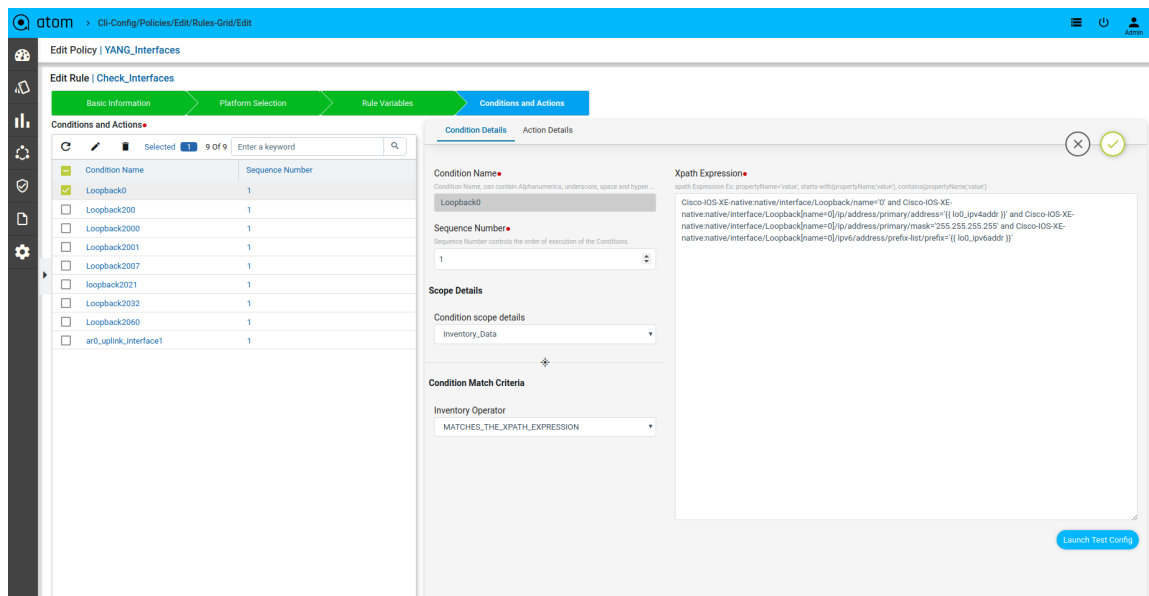 atom > Cli-Config/Policies/Edit/Rules-Grid/Edit
Admin
Edit Policy | YANG_Interfaces
Edit Rule | Check_Interfaces
Basic Information
Platform Selection
Rule Variables
Conditions and Actions
Conditions and Actions
Selected 1 9 Of 9 Enter a keyword
Condition Name Sequence Number
Loopback0 1
Loopback200 1
Loopback2000 1
Loopback2001 1
Loopback2007 1
loopback2021 1
Loopback2032 1
Loopback2060 1
ar0_uplink_interface1 1
Condition Details Action Details
Condition Name
Condition Name, can contain Alphanumerics, underscore, space and hypen ...
Loopback0
Sequence Number
Sequence Number controls the order of execution of the Conditions.
1
Scope Details
Condition scope details
Inventory_Data
Condition Match Criteria
Inventory Operator
MATCHES_THE_XPATH_EXPRESSION
Xpath Expression
xpath Expression Ex: propertyName='value', starts-with(propertyName,'value'), contains(propertyName,'value')
Cisco-IOS-XE-native:native/interface/Loopback/name='0' and Cisco-IOS-XE-
native:native/interface/Loopback[name=0]/ip/address/primary/address='{{ lo0_ipv4addr }}' and Cisco-IOS-XE-
native:native/interface/Loopback[name=0]/ip/address/primary/mask='255.255.255.255' and Cisco-IOS-XE-
native:native/interface/Loopback[name=0]/ipv6/address/prefix-list/prefix='{{ lo0_ipv6addr }}'
Launch Test Config